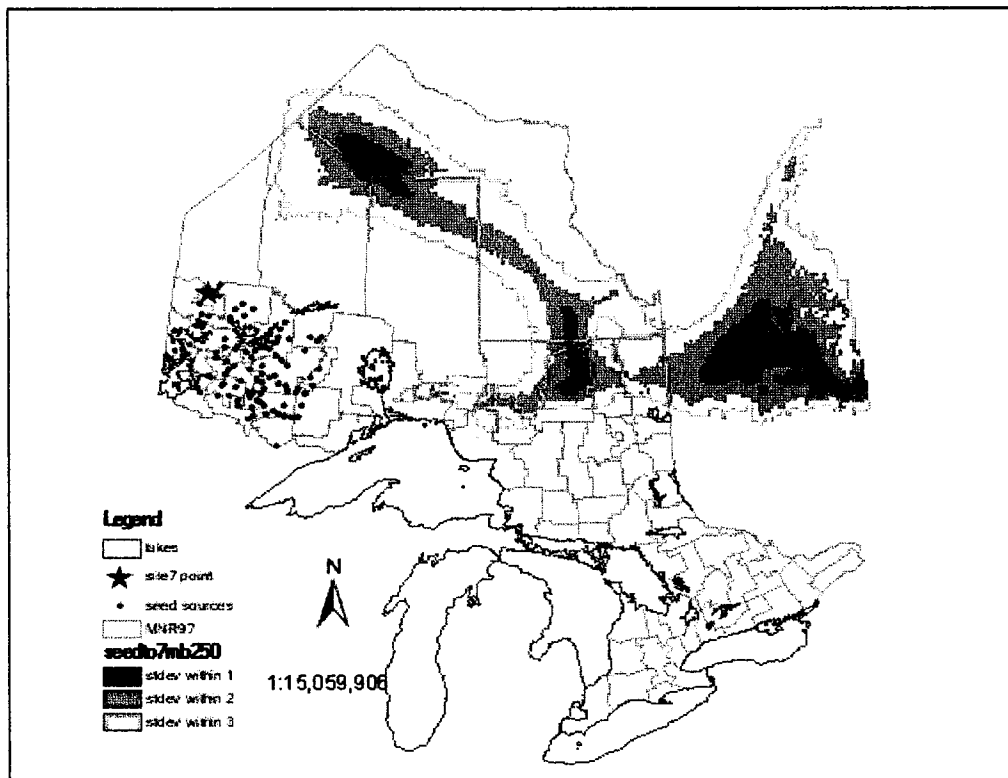 Legend
lakes
site7 point
seed sources
MNR97
seedto7mb250
stdev within 1
stdev within 2
stdev within 3
N
1:15,059,906